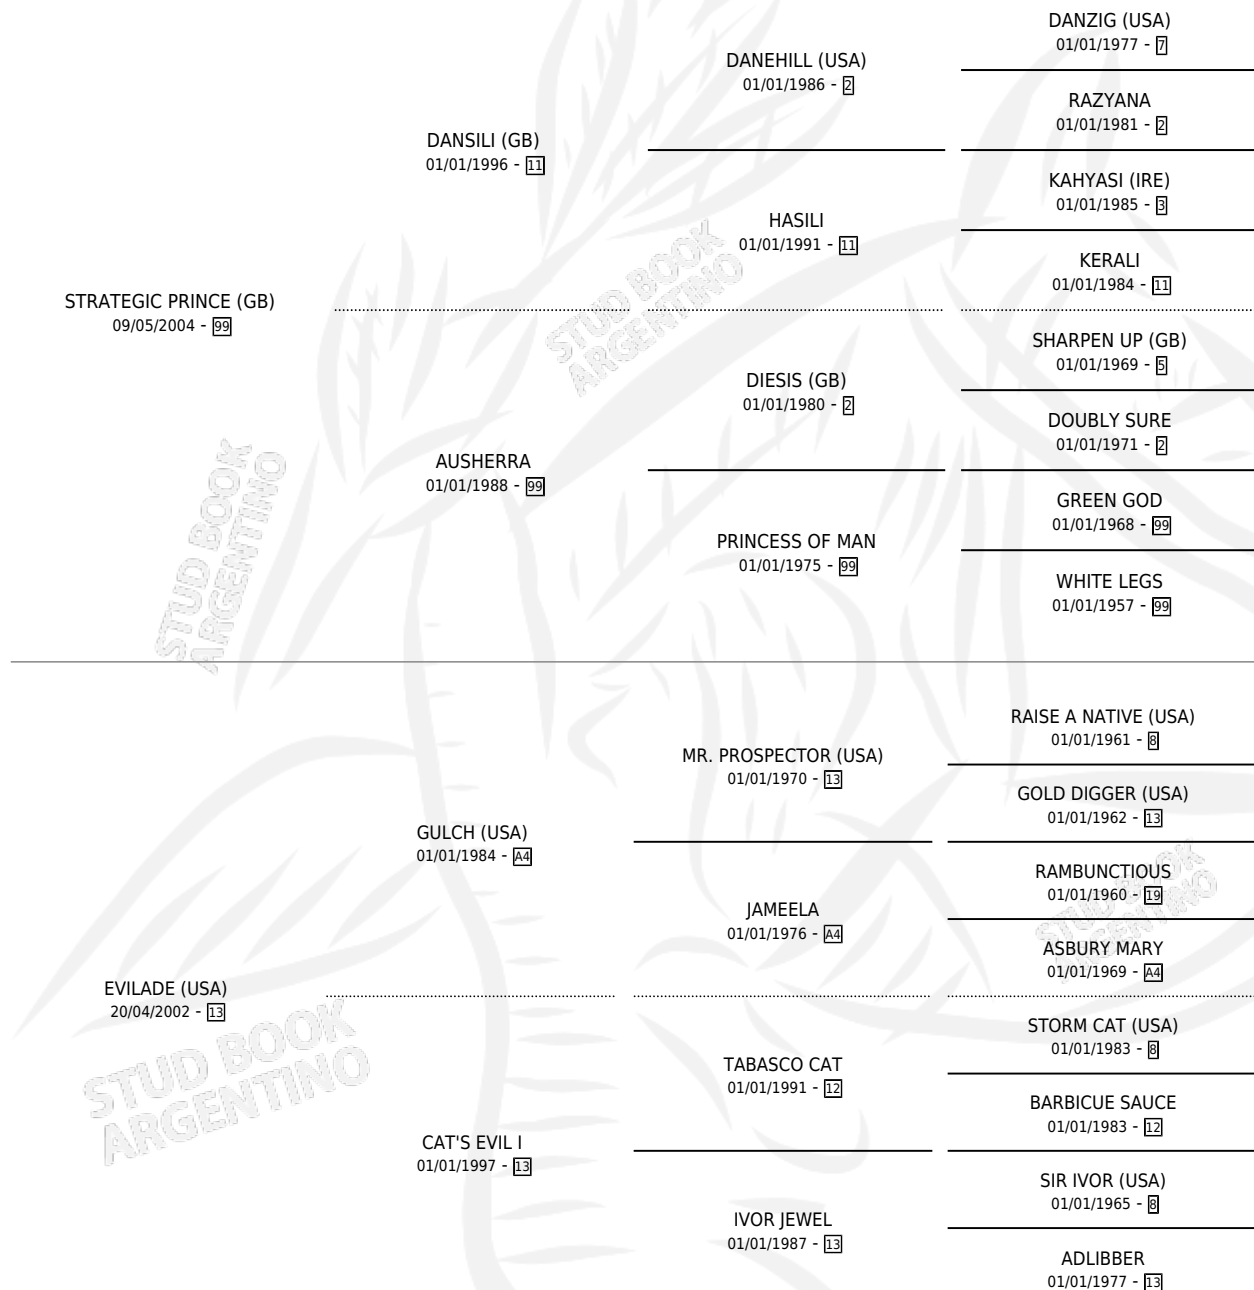 DANZIG (USA)
01/01/1977 - 7
DANEHILL (USA)
01/01/1986 - 2
RAZYANA
01/01/1981 - 2
DANSILI (GB)
01/01/1996 - 11
KAHYASI (IRE)
01/01/1985 - 3
HASILI
01/01/1991 - 11
KERALI
01/01/1984 - 11
STRATEGIC PRINCE (GB)
09/05/2004 - 99
SHARPEN UP (GB)
01/01/1969 - 5
DIESIS (GB)
01/01/1980 - 2
DOUBLY SURE
01/01/1971 - 2
AUSHERRA
01/01/1988 - 99
GREEN GOD
01/01/1968 - 99
PRINCESS OF MAN
01/01/1975 - 99
WHITE LEGS
01/01/1957 - 99
RAISE A NATIVE (USA)
01/01/1961 - 8
MR. PROSPECTOR (USA)
01/01/1970 - 13
GOLD DIGGER (USA)
01/01/1962 - 13
GULCH (USA)
01/01/1984 - A4
RAMBUNCTIOUS
01/01/1960 - 19
JAMEELA
01/01/1976 - A4
ASBURY MARY
01/01/1969 - A4
EVILADE (USA)
20/04/2002 - 13
STORM CAT (USA)
01/01/1983 - 8
TABASCO CAT
01/01/1991 - 12
BARBICUE SAUCE
01/01/1983 - 12
CAT'S EVIL I
01/01/1997 - 13
SIR IVOR (USA)
01/01/1965 - 8
IVOR JEWEL
01/01/1987 - 13
ADLIBBER
01/01/1977 - 13
STUD BOOK
ARGENTINO
STUD BOOK
ARGENTINO
STUD BOOK
ARGENTINO
STUD BOOK
ARGENTINO